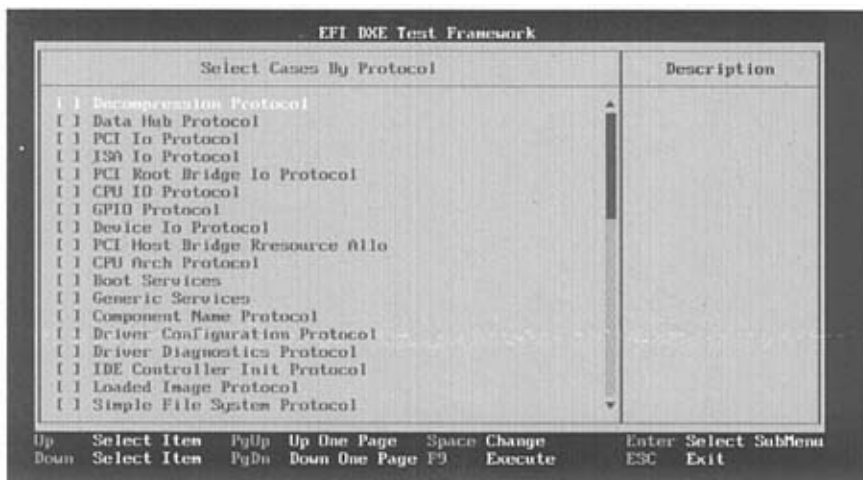 EFI DXE Test Framework
Select Cases By Protocol
Description
[ ] Decompression Protocol
[ ] Data Hub Protocol
[ ] PCI Io Protocol
[ ] ISA Io Protocol
[ ] PCI Root Bridge Io Protocol
[ ] CPU IO Protocol
[ ] GPIO Protocol
[ ] Device Io Protocol
[ ] PCI Host Bridge Rresource Allo
[ ] CPU Arch Protocol
[ ] Boot Services
[ ] Generic Services
[ ] Component Name Protocol
[ ] Driver Configuration Protocol
[ ] Driver Diagnostics Protocol
[ ] IDE Controller Init Protocol
[ ] Loaded Image Protocol
[ ] Simple File System Protocol
Up Select Item PgUp Up One Page Space Change Enter Select SubMenu
Down Select Item PgDn Down One Page F9 Execute ESC Exit